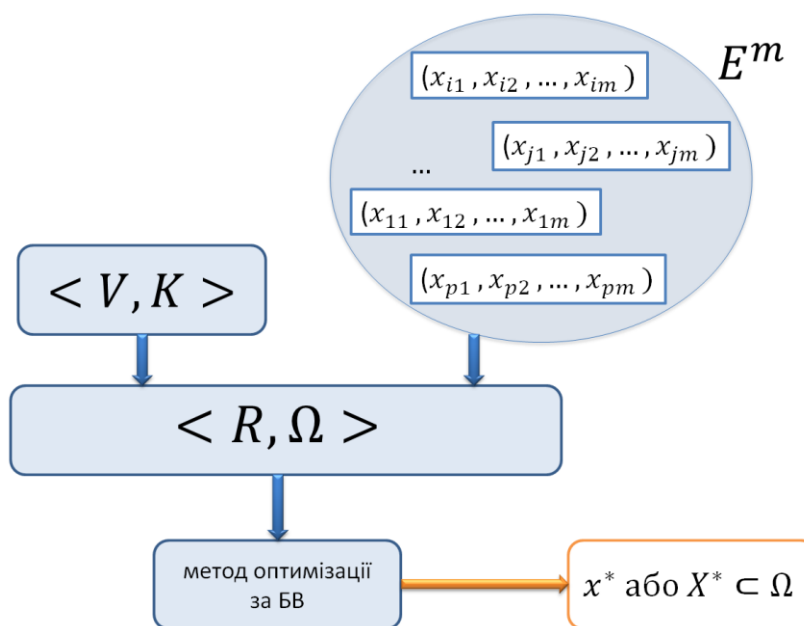 (x_{i1} , x_{i2} , ... , x_{im} )
E^m
(x_{j1} , x_{j2} , ... , x_{jm} )
...
(x_{11} , x_{12} , ... , x_{1m} )
(x_{p1} , x_{p2} , ... , x_{pm} )
< V, K >
< R, Ω >
метод оптимізації
за БВ
x^* або X^* ⊂ Ω